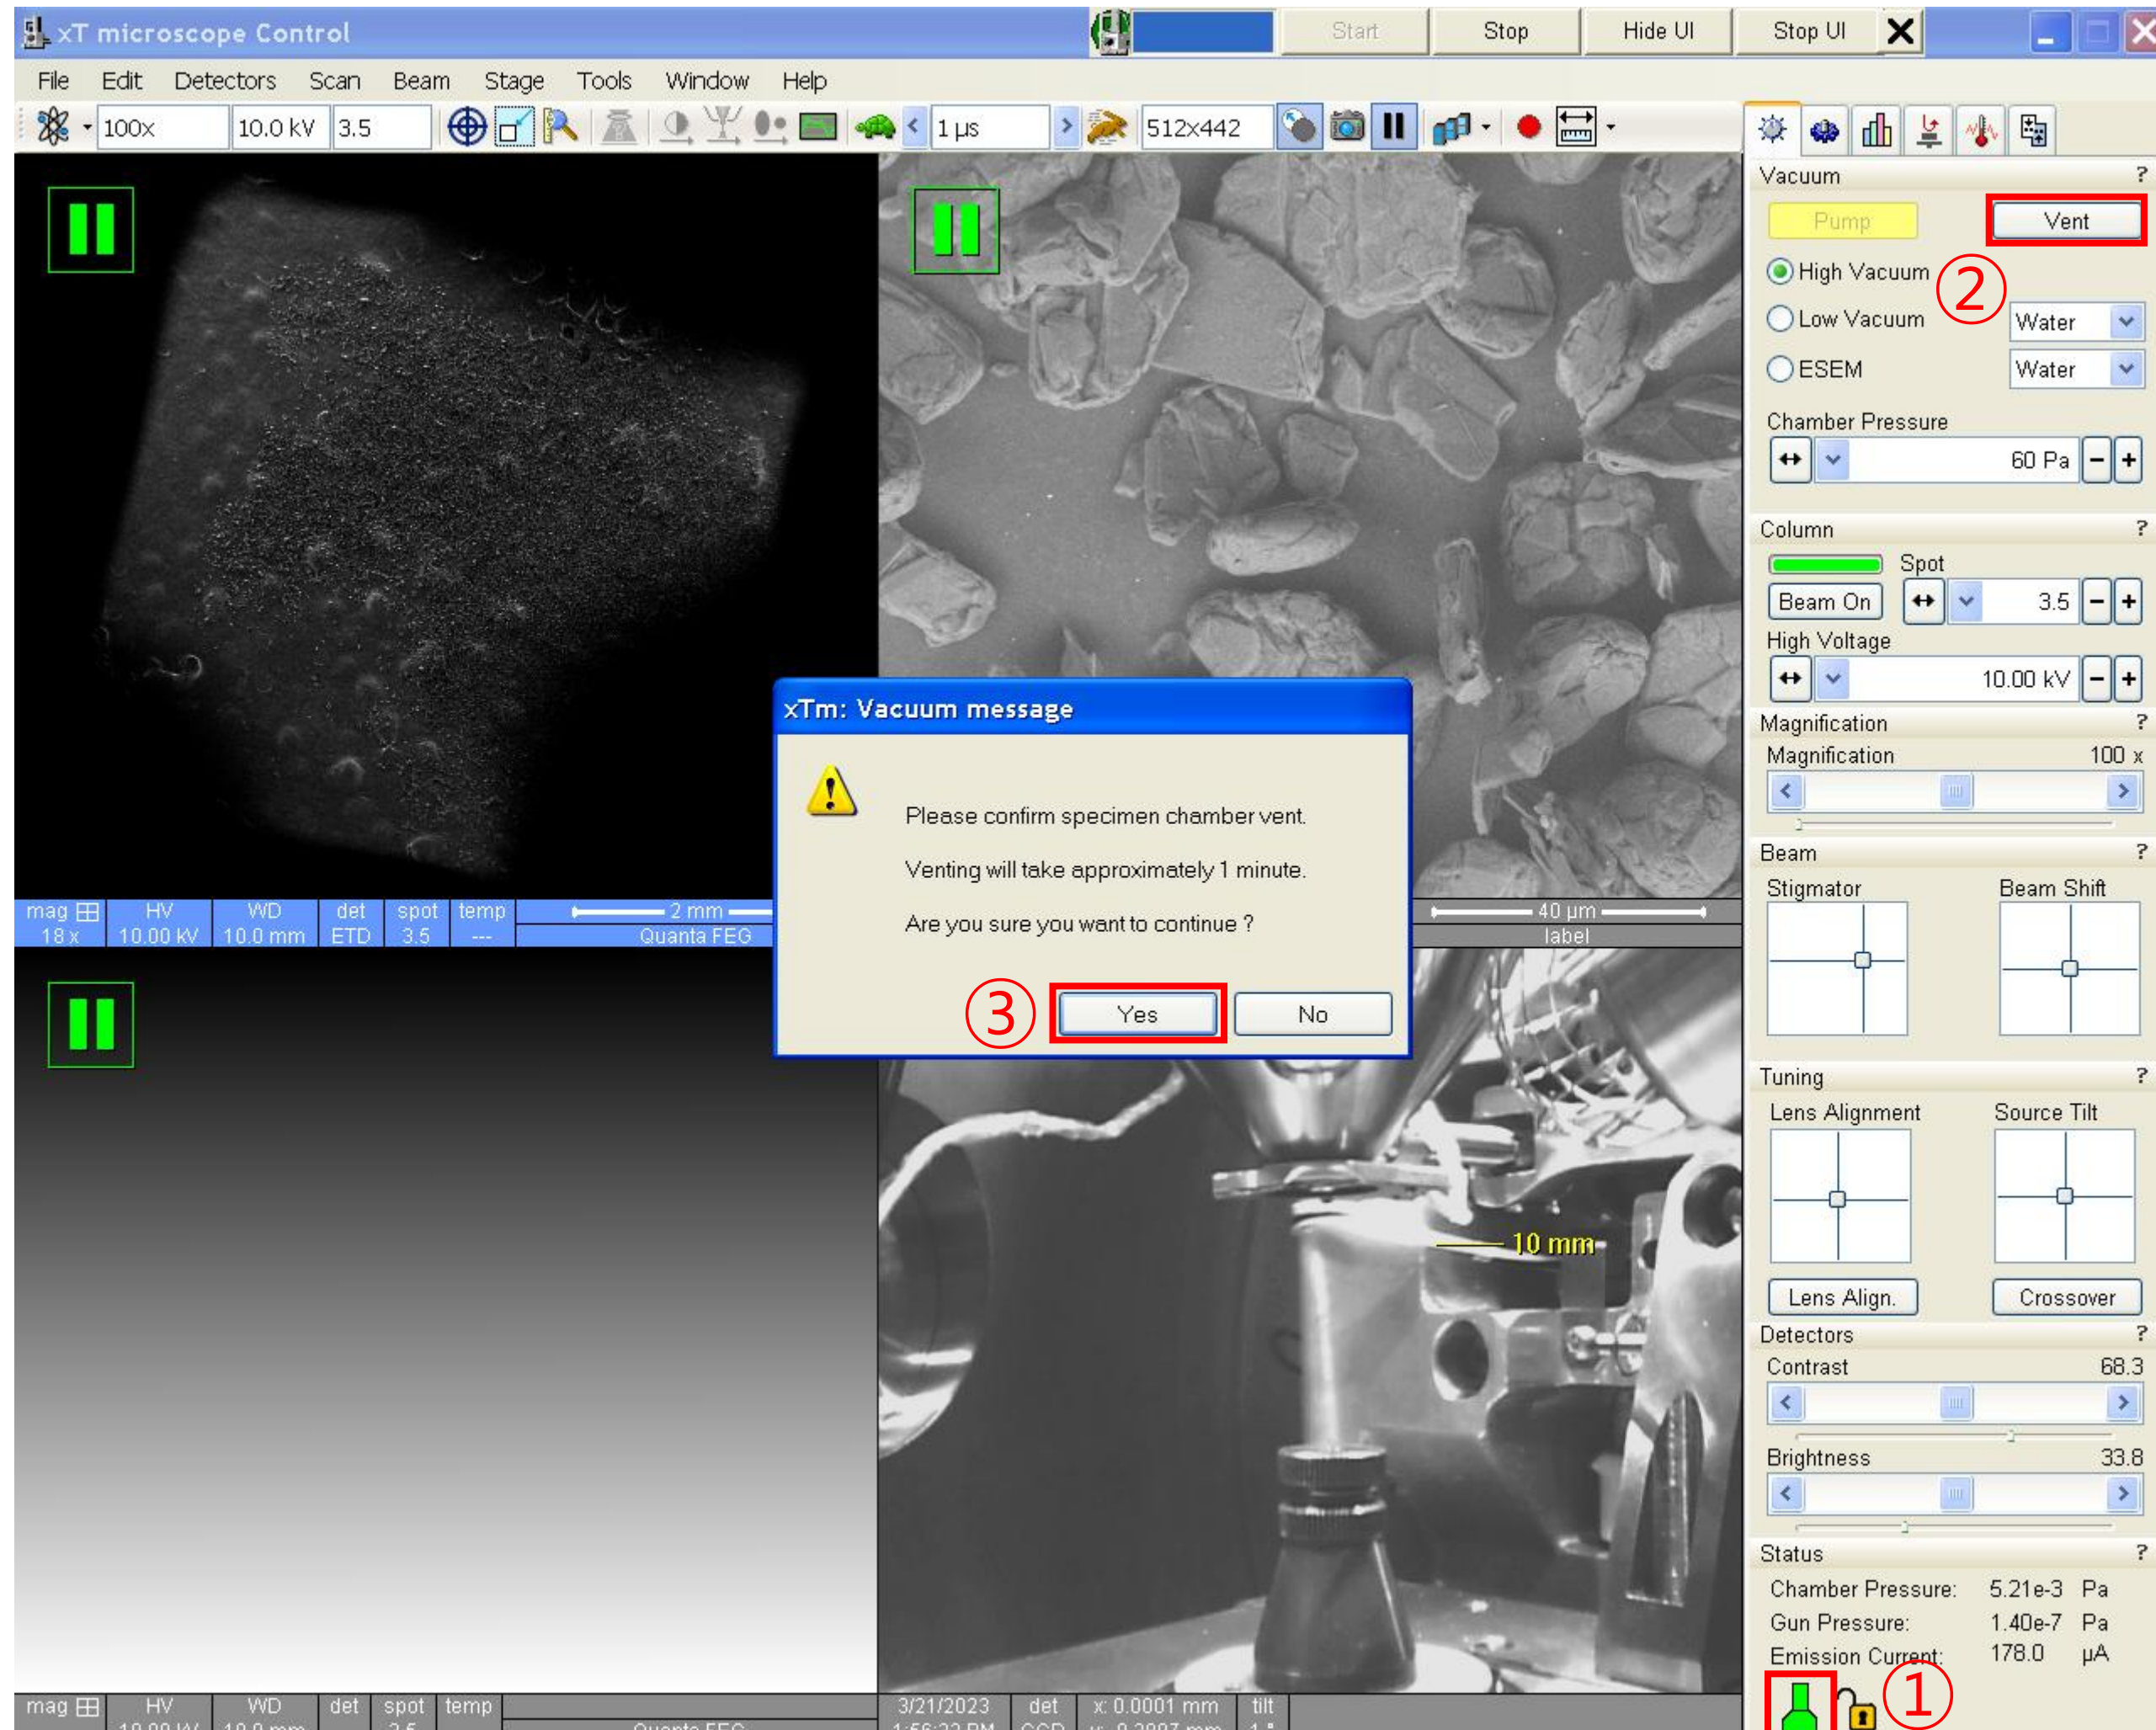 xT microscope Control
Start Stop Hide UI Stop UI
File Edit Detectors Scan Beam Stage Tools Window Help
100x 10.0 kV 3.5 1 µs 512x442
Vacuum ?
Pump Vent
High Vacuum
②
Low Vacuum Water
ESEM Water
Chamber Pressure
60 Pa
Column ?
Spot
Beam On 3.5
High Voltage
10.00 kV
Magnification ?
Magnification 100 x
xTm: Vacuum message
Please confirm specimen chamber vent.
Venting will take approximately 1 minute.
Are you sure you want to continue ?
③ Yes No
mag HV WD det spot temp 2 mm
18 x 10.00 kV 10.0 mm ETD 3.5 --- Quanta FEG
40 µm
label
Beam ?
Stigmator Beam Shift
Tuning ?
Lens Alignment Source Tilt
10 mm
Lens Align. Crossover
Detectors ?
Contrast 68.3
Brightness 33.8
Status ?
Chamber Pressure: 5.21e-3 Pa
Gun Pressure: 1.40e-7 Pa
Emission Current: 178.0 µA
①
mag HV WD det spot temp
3/21/2023 det x: 0.0001 mm tilt